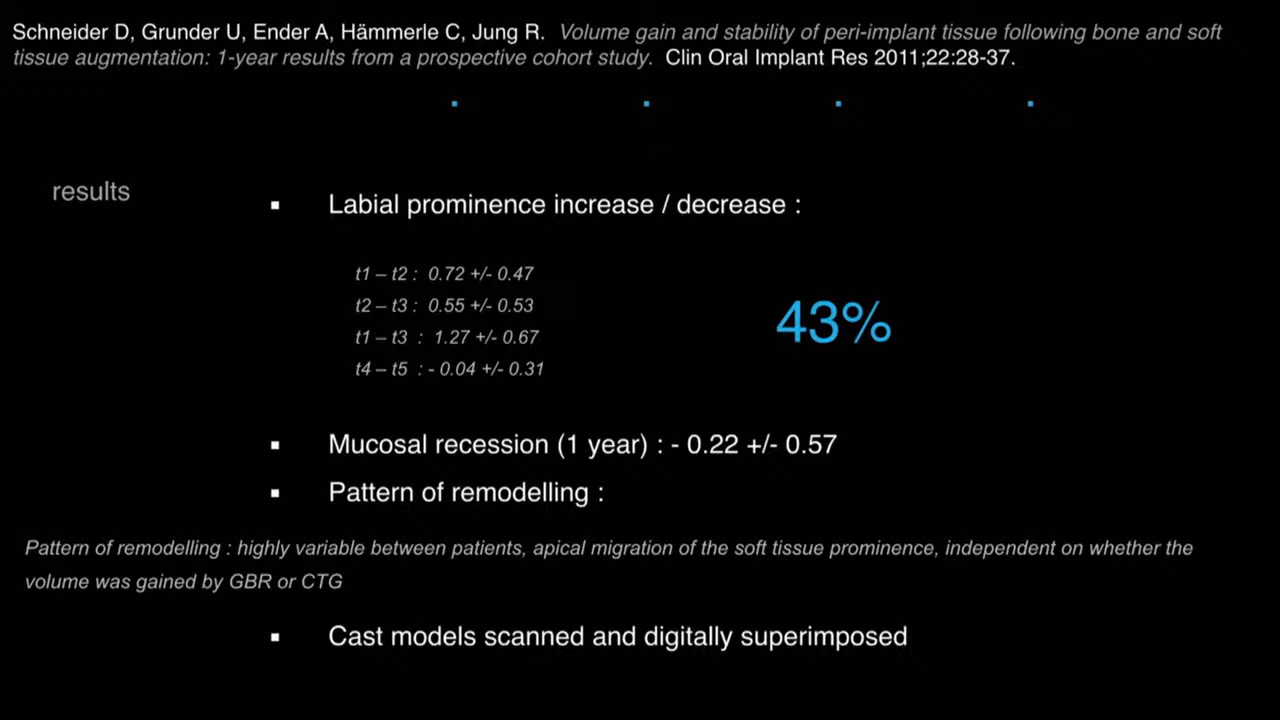 Schneider D, Grunder U, Ender A, Hämmerle C, Jung R. Volume gain and stability of peri-implant tissue following bone and soft
tissue augmentation: 1-year results from a prospective cohort study. Clin Oral Implant Res 2011;22:28-37.
results
▪ Labial prominence increase / decrease :
t1 – t2 : 0.72 +/- 0.47
t2 – t3 : 0.55 +/- 0.53
43%
t1 – t3 : 1.27 +/- 0.67
t4 – t5 : - 0.04 +/- 0.31
▪ Mucosal recession (1 year) : - 0.22 +/- 0.57
▪ Pattern of remodelling :
Pattern of remodelling : highly variable between patients, apical migration of the soft tissue prominence, independent on whether the
volume was gained by GBR or CTG
▪ Cast models scanned and digitally superimposed